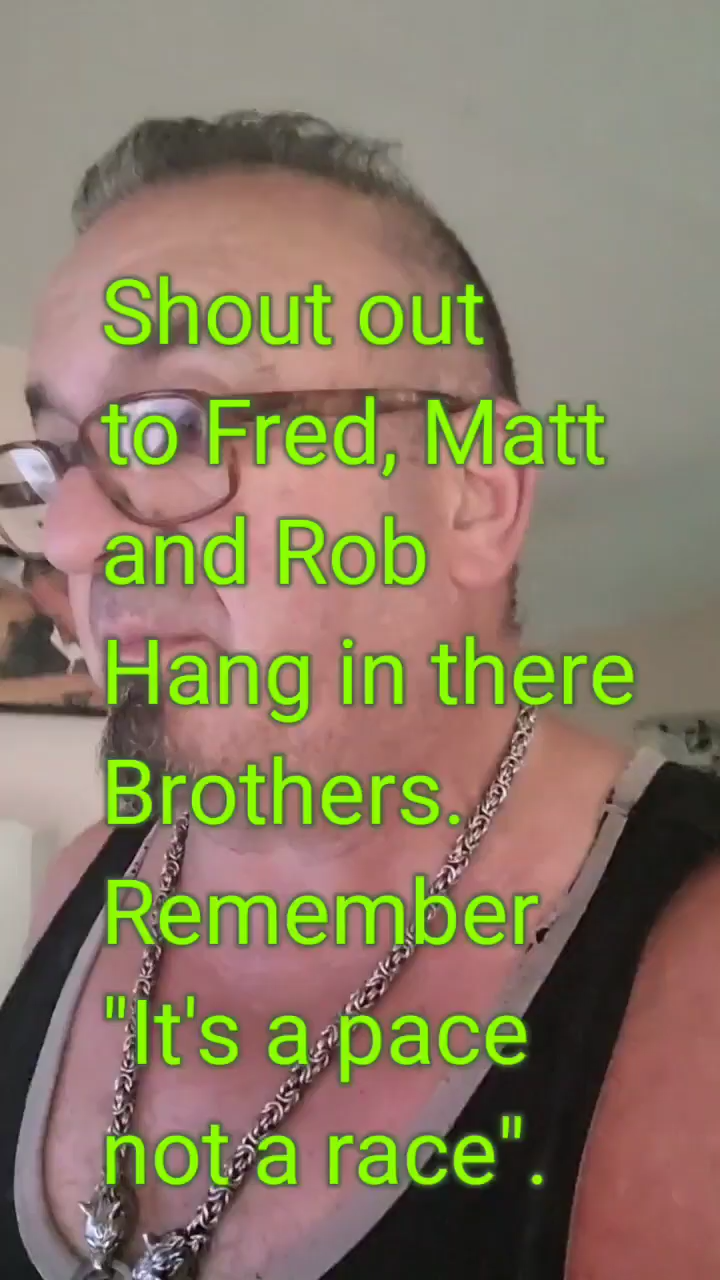 Shout out
to Fred, Matt
and Rob
Hang in there
Brothers.
Remember
"It's a pace
not a race".